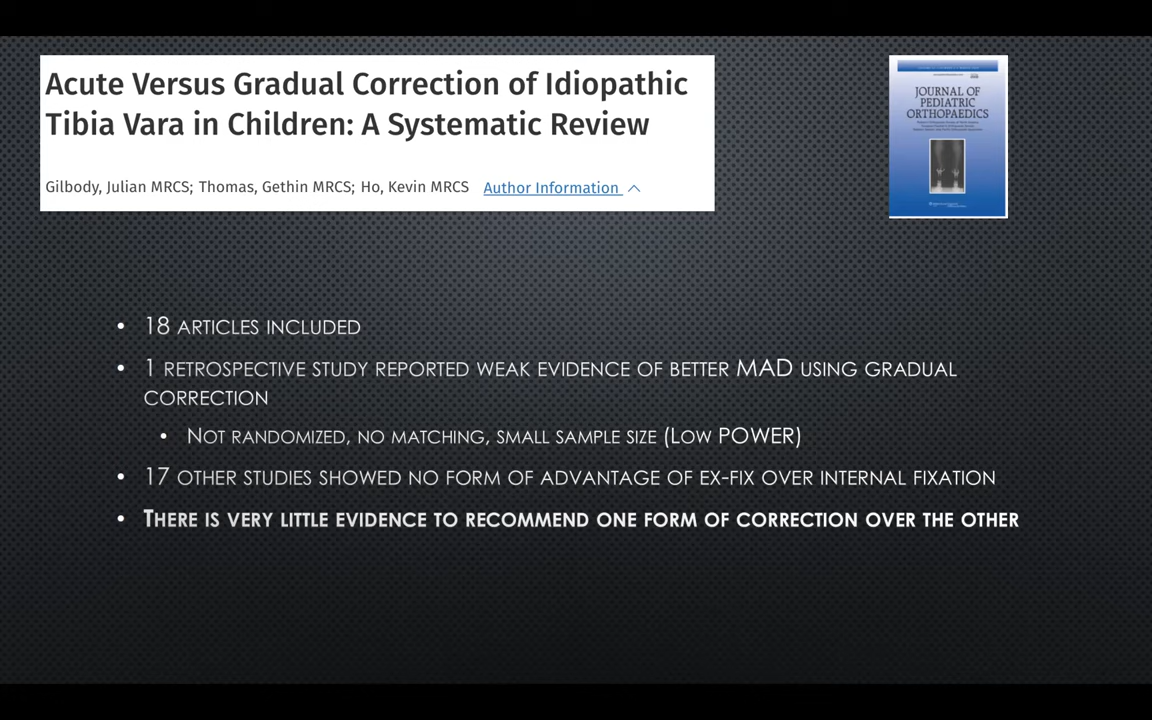 Acute Versus Gradual Correction of Idiopathic
Tibia Vara in Children: A Systematic Review
Gilbody, Julian MRCS; Thomas, Gethin MRCS; Ho, Kevin MRCS Author Information
JOURNAL OF
PEDIATRIC
ORTHOPAEDICS
• 18 ARTICLES INCLUDED
• 1 RETROSPECTIVE STUDY REPORTED WEAK EVIDENCE OF BETTER MAD USING GRADUAL
CORRECTION
• NOT RANDOMIZED, NO MATCHING, SMALL SAMPLE SIZE (LOW POWER)
• 17 OTHER STUDIES SHOWED NO FORM OF ADVANTAGE OF EX-FIX OVER INTERNAL FIXATION
• THERE IS VERY LITTLE EVIDENCE TO RECOMMEND ONE FORM OF CORRECTION OVER THE OTHER